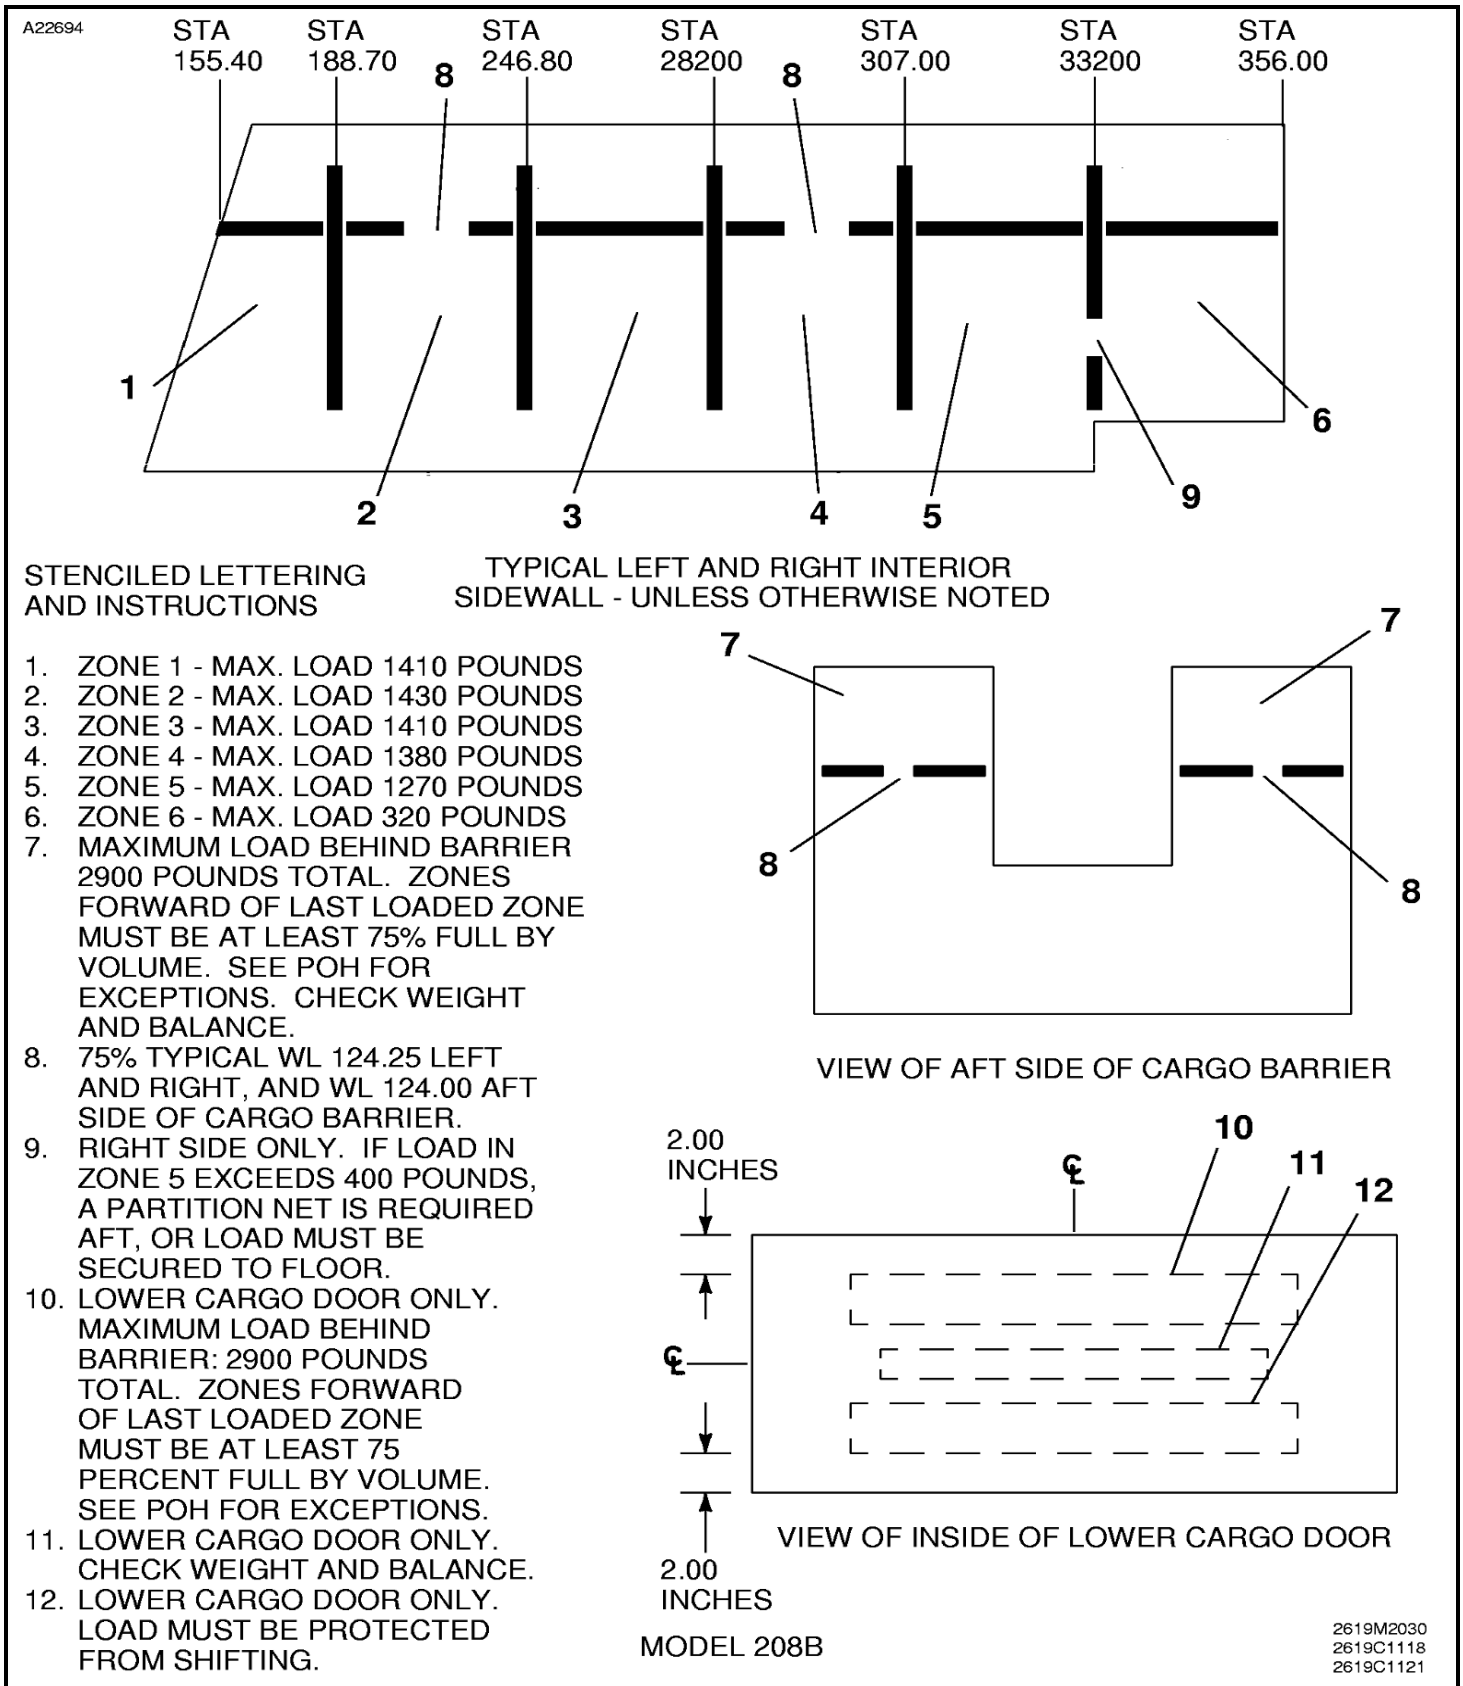 A22694
STA STA STA STA STA STA STA
155.40 188.70 246.80 28200 307.00 33200 356.00
8 8
1
6
9
2 3 4 5
STENCILED LETTERING
AND INSTRUCTIONS
TYPICAL LEFT AND RIGHT INTERIOR
SIDEWALL - UNLESS OTHERWISE NOTED
1. ZONE 1 - MAX. LOAD 1410 POUNDS
2. ZONE 2 - MAX. LOAD 1430 POUNDS
3. ZONE 3 - MAX. LOAD 1410 POUNDS
4. ZONE 4 - MAX. LOAD 1380 POUNDS
5. ZONE 5 - MAX. LOAD 1270 POUNDS
6. ZONE 6 - MAX. LOAD 320 POUNDS
7. MAXIMUM LOAD BEHIND BARRIER
2900 POUNDS TOTAL. ZONES
FORWARD OF LAST LOADED ZONE
MUST BE AT LEAST 75% FULL BY
VOLUME. SEE POH FOR
EXCEPTIONS. CHECK WEIGHT
AND BALANCE.
8. 75% TYPICAL WL 124.25 LEFT
AND RIGHT, AND WL 124.00 AFT
SIDE OF CARGO BARRIER.
9. RIGHT SIDE ONLY. IF LOAD IN
ZONE 5 EXCEEDS 400 POUNDS,
A PARTITION NET IS REQUIRED
AFT, OR LOAD MUST BE
SECURED TO FLOOR.
10. LOWER CARGO DOOR ONLY.
MAXIMUM LOAD BEHIND
BARRIER: 2900 POUNDS
TOTAL. ZONES FORWARD
OF LAST LOADED ZONE
MUST BE AT LEAST 75
PERCENT FULL BY VOLUME.
SEE POH FOR EXCEPTIONS.
11. LOWER CARGO DOOR ONLY.
CHECK WEIGHT AND BALANCE.
12. LOWER CARGO DOOR ONLY.
LOAD MUST BE PROTECTED
FROM SHIFTING.
7 7
8 8
VIEW OF AFT SIDE OF CARGO BARRIER
2.00
INCHES
℄
10
11
12
℄
VIEW OF INSIDE OF LOWER CARGO DOOR
2.00
INCHES
MODEL 208B
2619M2030
2619C1118
2619C1121